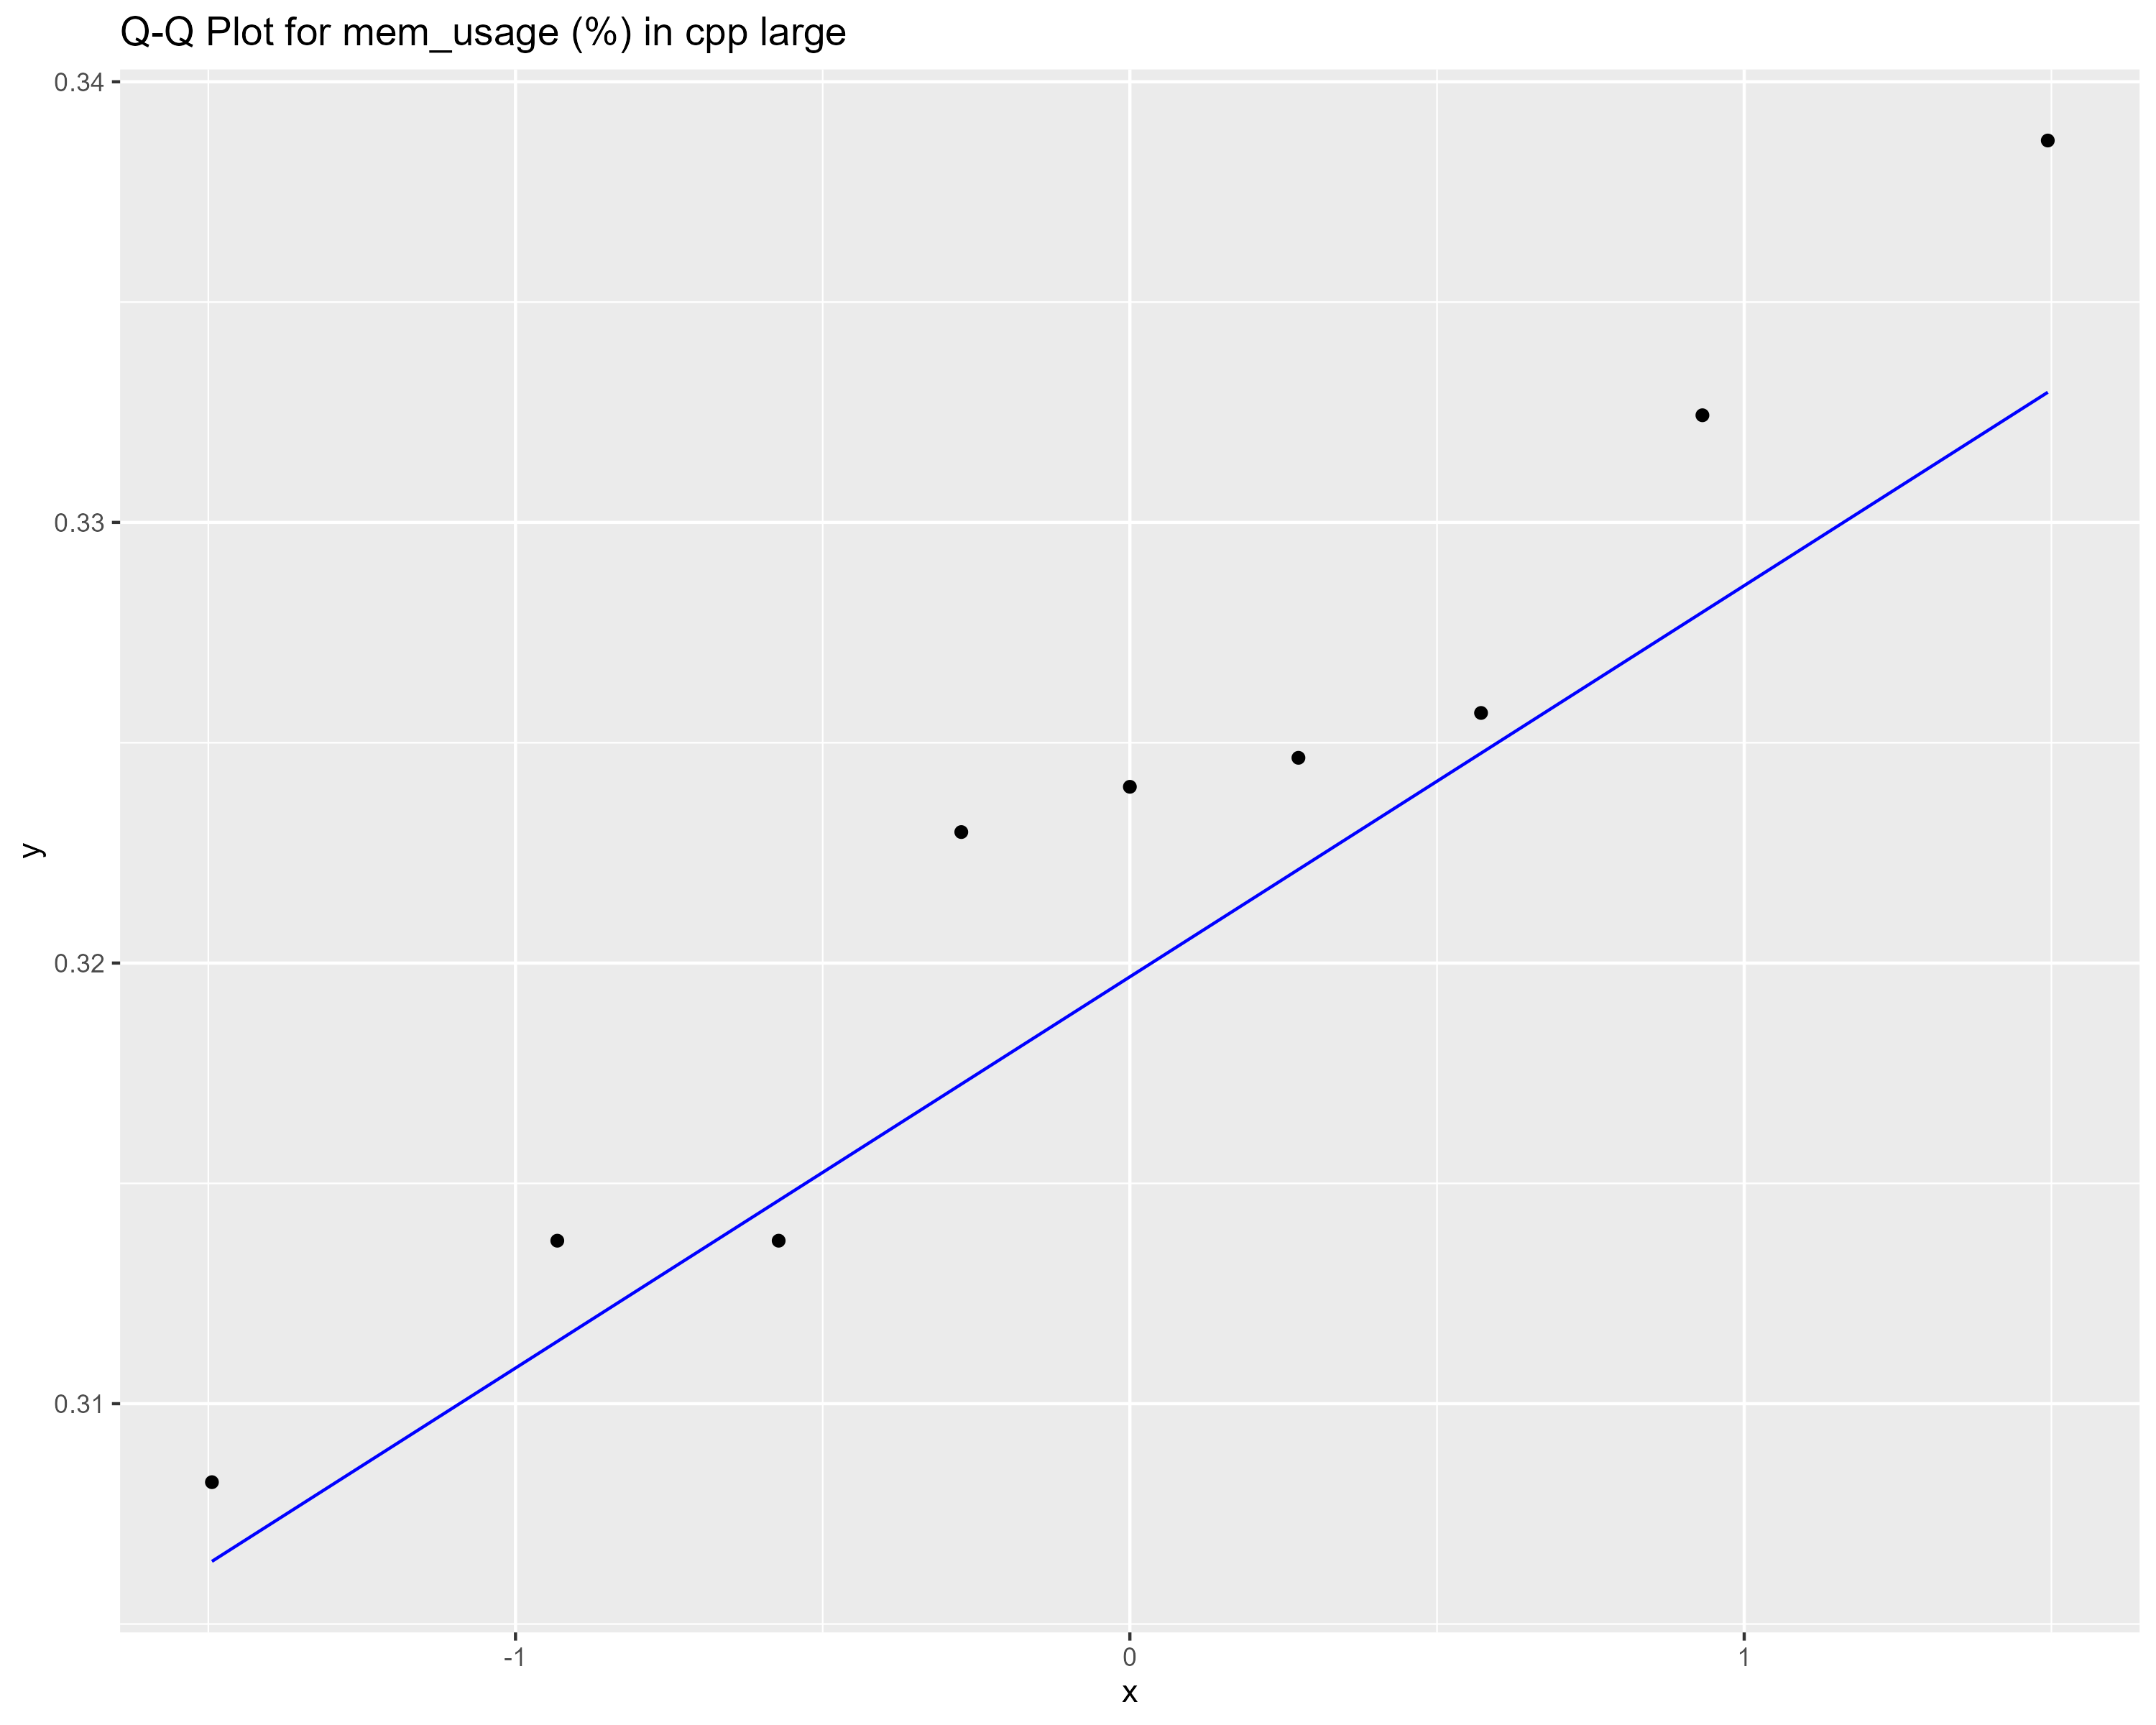 Q-Q Plot for mem_usage (%) in cpp large
0.34
0.33
0.32
0.31
y
-1
0
1
x